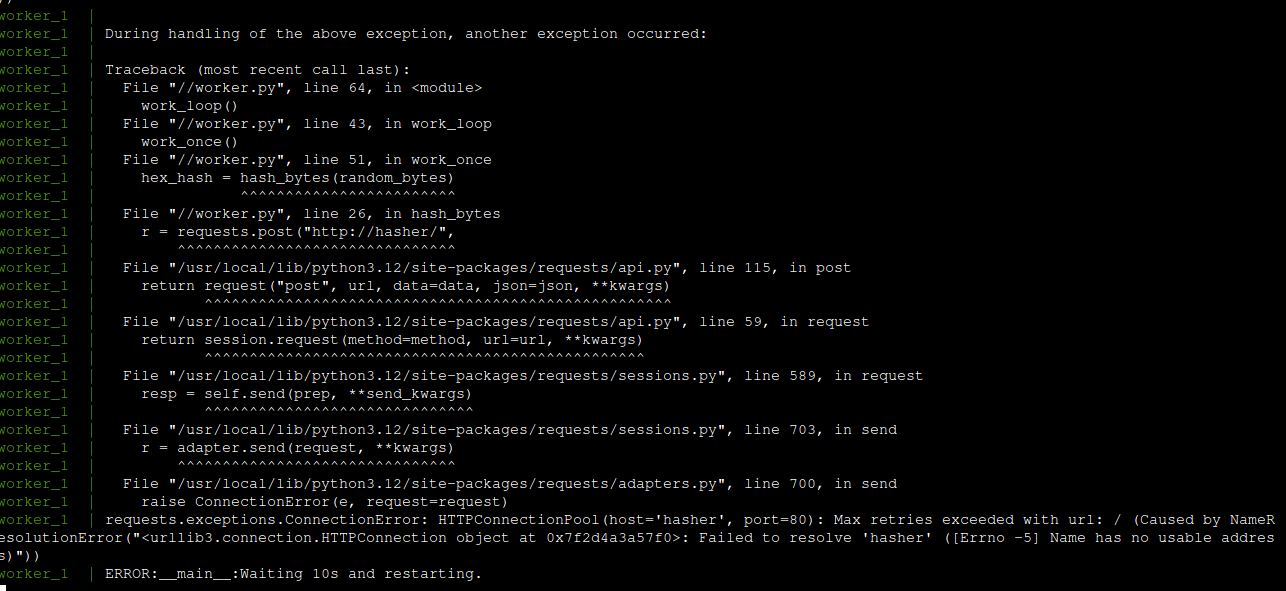 worker_1 |
worker_1 | During handling of the above exception, another exception occurred:
worker_1 |
worker_1 | Traceback (most recent call last):
worker_1 |   File "//worker.py", line 64, in <module>
worker_1 |     work_loop()
worker_1 |   File "//worker.py", line 43, in work_loop
worker_1 |     work_once()
worker_1 |   File "//worker.py", line 51, in work_once
worker_1 |     hex_hash = hash_bytes(random_bytes)
worker_1 |                ^^^^^^^^^^^^^^^^^^^^^^^^
worker_1 |   File "//worker.py", line 26, in hash_bytes
worker_1 |     r = requests.post("http://hasher/",
worker_1 |         ^^^^^^^^^^^^^^^^^^^^^^^^^^^^^^^
worker_1 |   File "/usr/local/lib/python3.12/site-packages/requests/api.py", line 115, in post
worker_1 |     return request("post", url, data=data, json=json, **kwargs)
worker_1 |            ^^^^^^^^^^^^^^^^^^^^^^^^^^^^^^^^^^^^^^^^^^^^^^^^^^^^
worker_1 |   File "/usr/local/lib/python3.12/site-packages/requests/api.py", line 59, in request
worker_1 |     return session.request(method=method, url=url, **kwargs)
worker_1 |            ^^^^^^^^^^^^^^^^^^^^^^^^^^^^^^^^^^^^^^^^^^^^^^^^^
worker_1 |   File "/usr/local/lib/python3.12/site-packages/requests/sessions.py", line 589, in request
worker_1 |     resp = self.send(prep, **send_kwargs)
worker_1 |            ^^^^^^^^^^^^^^^^^^^^^^^^^^^^^^
worker_1 |   File "/usr/local/lib/python3.12/site-packages/requests/sessions.py", line 703, in send
worker_1 |     r = adapter.send(request, **kwargs)
worker_1 |         ^^^^^^^^^^^^^^^^^^^^^^^^^^^^^^^
worker_1 |   File "/usr/local/lib/python3.12/site-packages/requests/adapters.py", line 700, in send
worker_1 |     raise ConnectionError(e, request=request)
worker_1 | requests.exceptions.ConnectionError: HTTPConnectionPool(host='hasher', port=80): Max retries exceeded with url: / (Caused by NameR
esolutionError("<urllib3.connection.HTTPConnection object at 0x7f2d4a3a57f0>: Failed to resolve 'hasher' ([Errno -5] Name has no usable addres
s)"))
worker_1 | ERROR:__main__:Waiting 10s and restarting.